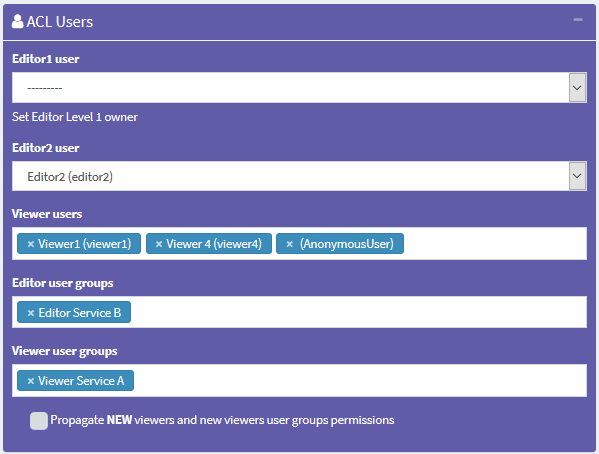 ACL Users
Editor1 user
---------
Set Editor Level 1 owner
Editor2 user
Editor2 (editor2)
Viewer users
× Viewer1 (viewer1) × Viewer 4 (viewer4) × (AnonymousUser)
Editor user groups
× Editor Service B
Viewer user groups
× Viewer Service A
Propagate NEW viewers and new viewers user groups permissions